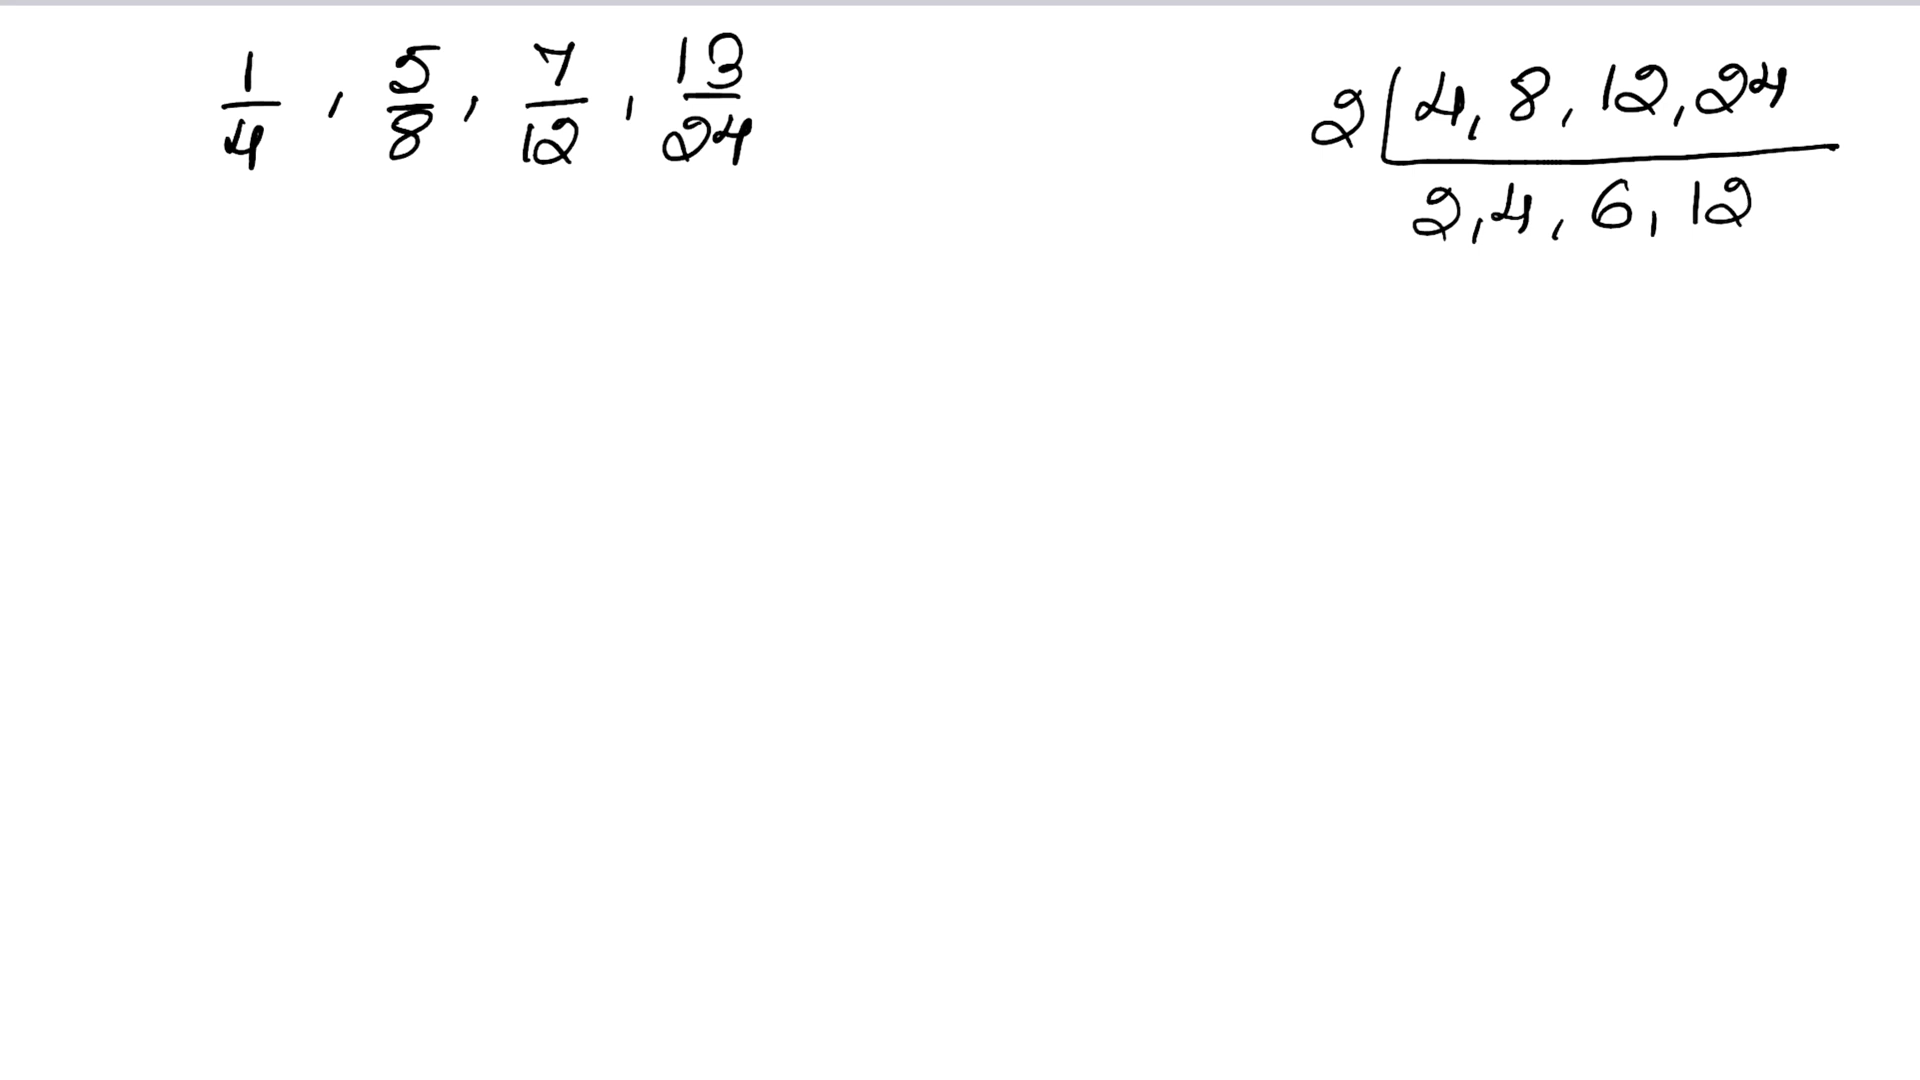 1/4 , 5/8 , 7/12 , 13/24
2 | 4, 8, 12, 24
2, 4, 6, 12